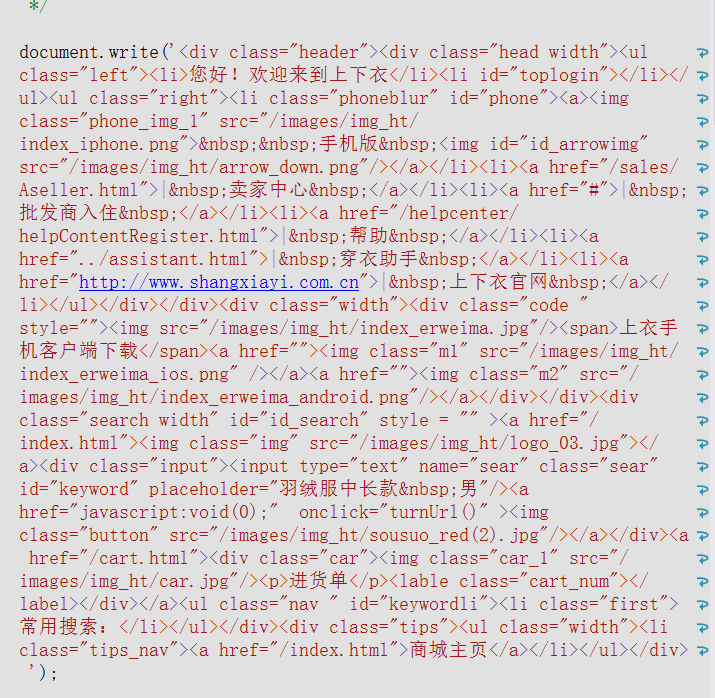 */
document.write('<div class="header"><div class="head width"><ul
class="left"><li>您好! 欢迎来到上下衣</li><li id="toplogin"></li></
ul><ul class="right"><li class="phoneblur" id="phone"><a><img
class="phone_img_1" src="/images/img_ht/
index_iphone.png">&nbsp;&nbsp;手机版&nbsp;<img id="id_arrowimg"
src="/images/img_ht/arrow_down.png"/></a></li><li><a href="/sales/
Aseller.html">|&nbsp;卖家中心&nbsp;</a></li><li><a href="#">|&nbsp;
批发商入住&nbsp;</a></li><li><a href="/helpcenter/
helpContentRegister.html">|&nbsp;帮助&nbsp;</a></li><li><a
href="../assistant.html">|&nbsp;穿衣助手&nbsp;</a></li><li><a
href="http://www.shangxiayi.com.cn">|&nbsp;上下衣官网&nbsp;</a></
li></ul></div></div><div class="width"><div class="code "
style=""><img src="/images/img_ht/index_erweima.jpg"/><span>上衣手
机客户端下载</span><a href=""><img class="m1" src="/images/img_ht/
index_erweima_ios.png" /></a><a href=""><img class="m2" src="/
images/img_ht/index_erweima_android.png"/></a></div></div><div
class="search width" id="id_search" style = "" ><a href="/
index.html"><img class="img" src="/images/img_ht/logo_03.jpg"></
a><div class="input"><input type="text" name="sear" class="sear"
id="keyword" placeholder="羽绒服中长款&nbsp;男"/><a
href="javascript:void(0);"  onclick="turnUrl()" ><img
class="button" src="/images/img_ht/sousuo_red(2).jpg"/></a></div><a
href="/cart.html"><div class="car"><img class="car_1" src="/
images/img_ht/car.jpg"/><p>进货单</p><lable class="cart_num"></
label></div></a><ul class="nav " id="keywordli"><li class="first">
常用搜索: </li></ul></div><div class="tips"><ul class="width"><li
class="tips_nav"><a href="/index.html">商城主页</a></li></ul></div>
');